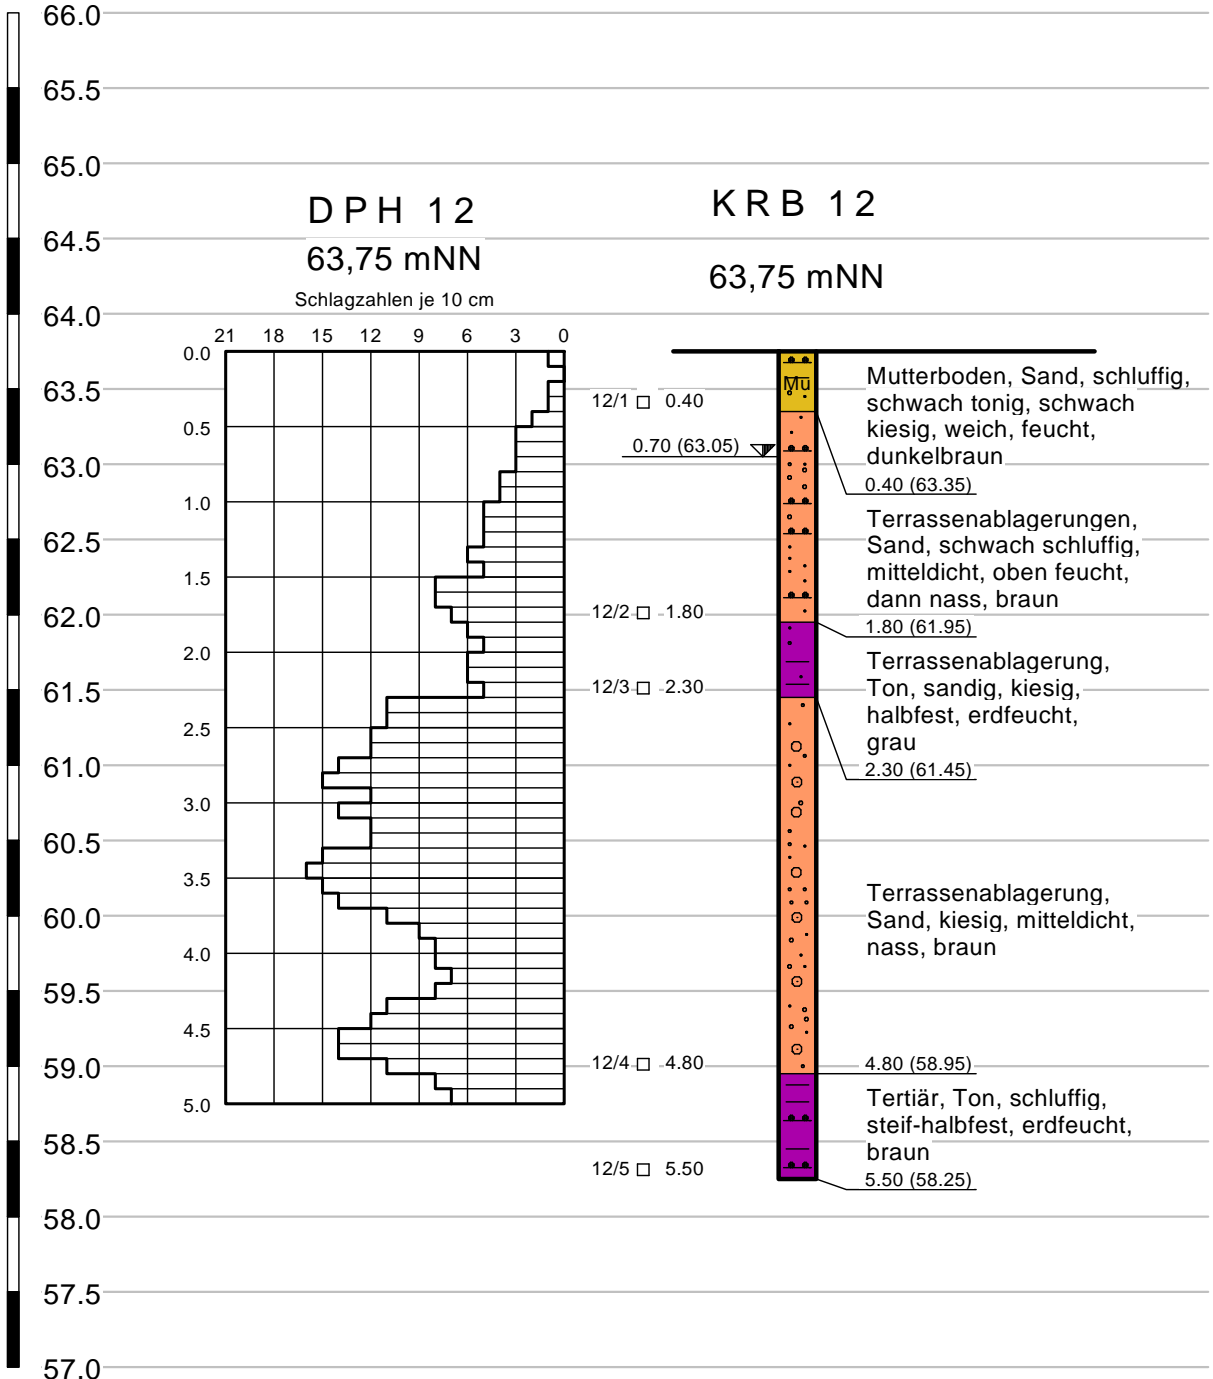 66.0
65.5
65.0
64.5
64.0
63.5
63.0
62.5
62.0
61.5
61.0
60.5
60.0
59.5
59.0
58.5
58.0
57.5
57.0
DPH 12
63,75 mNN
Schlagzahlen je 10 cm
21 18 15 12 9 6 3 0
0.0
0.5
1.0
1.5
2.0
2.5
3.0
3.5
4.0
4.5
5.0
KRB 12
63,75 mNN
12/1 0.40
0.70 (63.05)
12/2 1.80
12/3 2.30
12/4 4.80
12/5 5.50
Mu
Mutterboden, Sand, schluffig,
schwach tonig, schwach
kiesig, weich, feucht,
dunkelbraun
0.40 (63.35)
Terrassenablagerungen,
Sand, schwach schluffig,
mitteldicht, oben feucht,
dann nass, braun
1.80 (61.95)
Terrassenablagerung,
Ton, sandig, kiesig,
halbfest, erdfeucht,
grau
2.30 (61.45)
Terrassenablagerung,
Sand, kiesig, mitteldicht,
nass, braun
4.80 (58.95)
Tertiär, Ton, schluffig,
steif-halbfest, erdfeucht,
braun
5.50 (58.25)